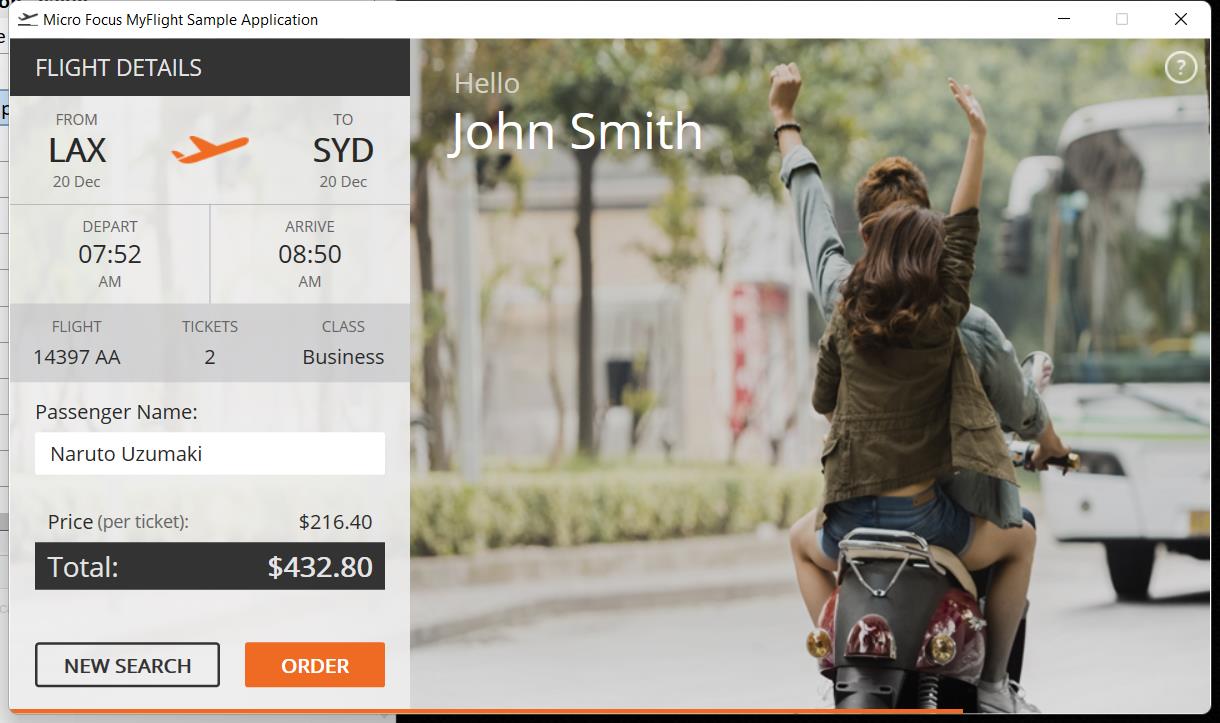 Micro Focus MyFlight Sample Application
FLIGHT DETAILS
FROM
LAX
20 Dec
TO
SYD
20 Dec
DEPART
07:52
AM
ARRIVE
08:50
AM
FLIGHT TICKETS CLASS
14397 AA 2 Business
Passenger Name:
Naruto Uzumaki
Price (per ticket): $216.40
Total: $432.80
NEW SEARCH ORDER
Hello
John Smith
?